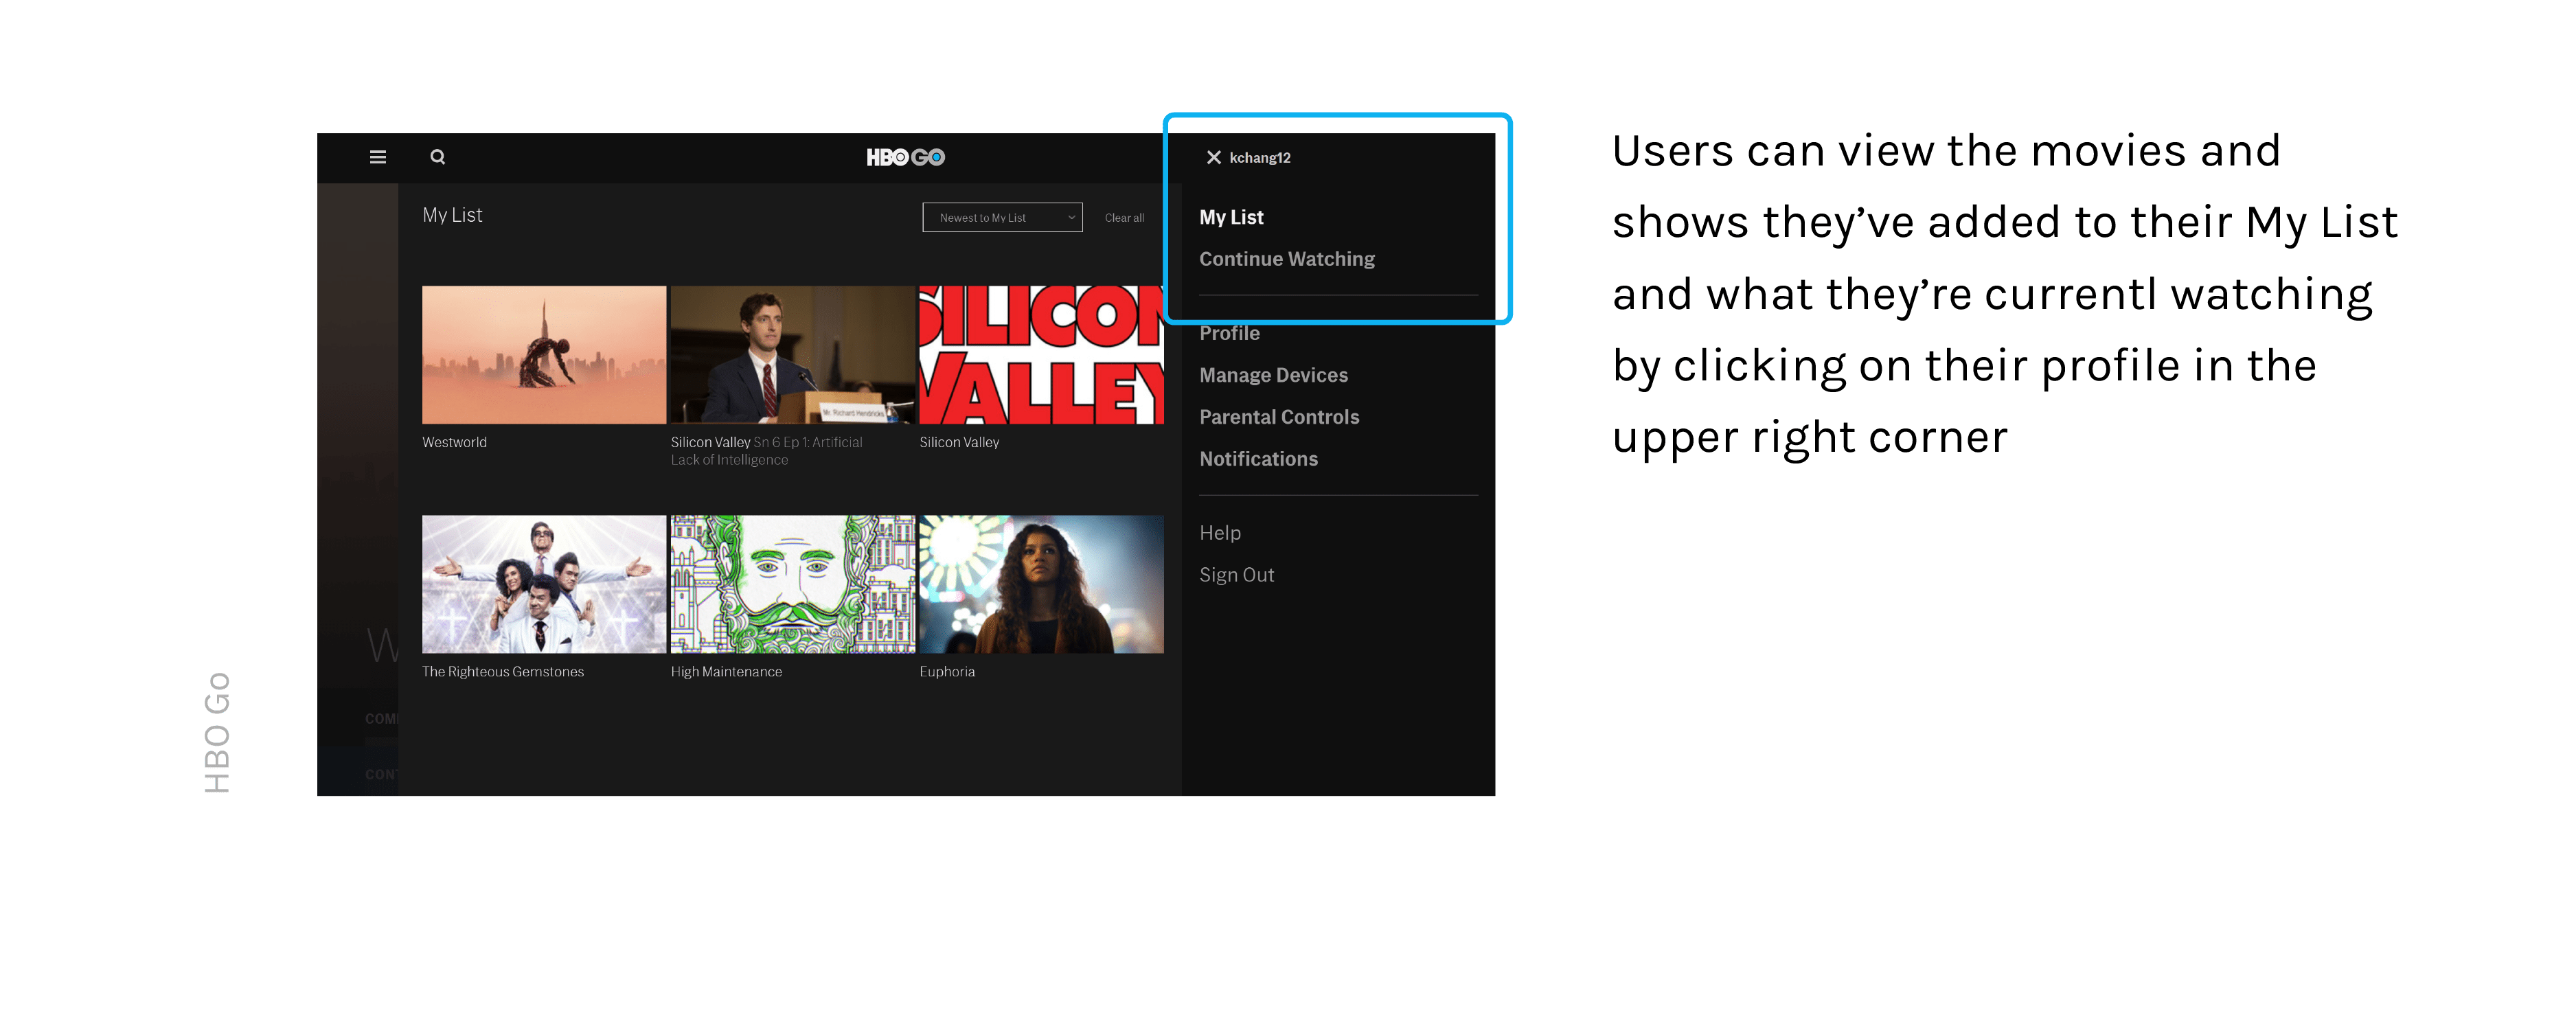 HBO GO
kchang12
My List
Newest to My List
Clear all
My List
Continue Watching
SILICON
VALLEY
Mr. Richard Hendricks
Westworld
Silicon Valley Sn 6 Ep 1: Artificial
Lack of Intelligence
Silicon Valley
Profile
Manage Devices
Parental Controls
Notifications
Help
Sign Out
The Righteous Gemstones
High Maintenance
Euphoria
W
COM
CONT
HBO Go
Users can view the movies and
shows they’ve added to their My List
and what they’re currentl watching
by clicking on their profile in the
upper right corner